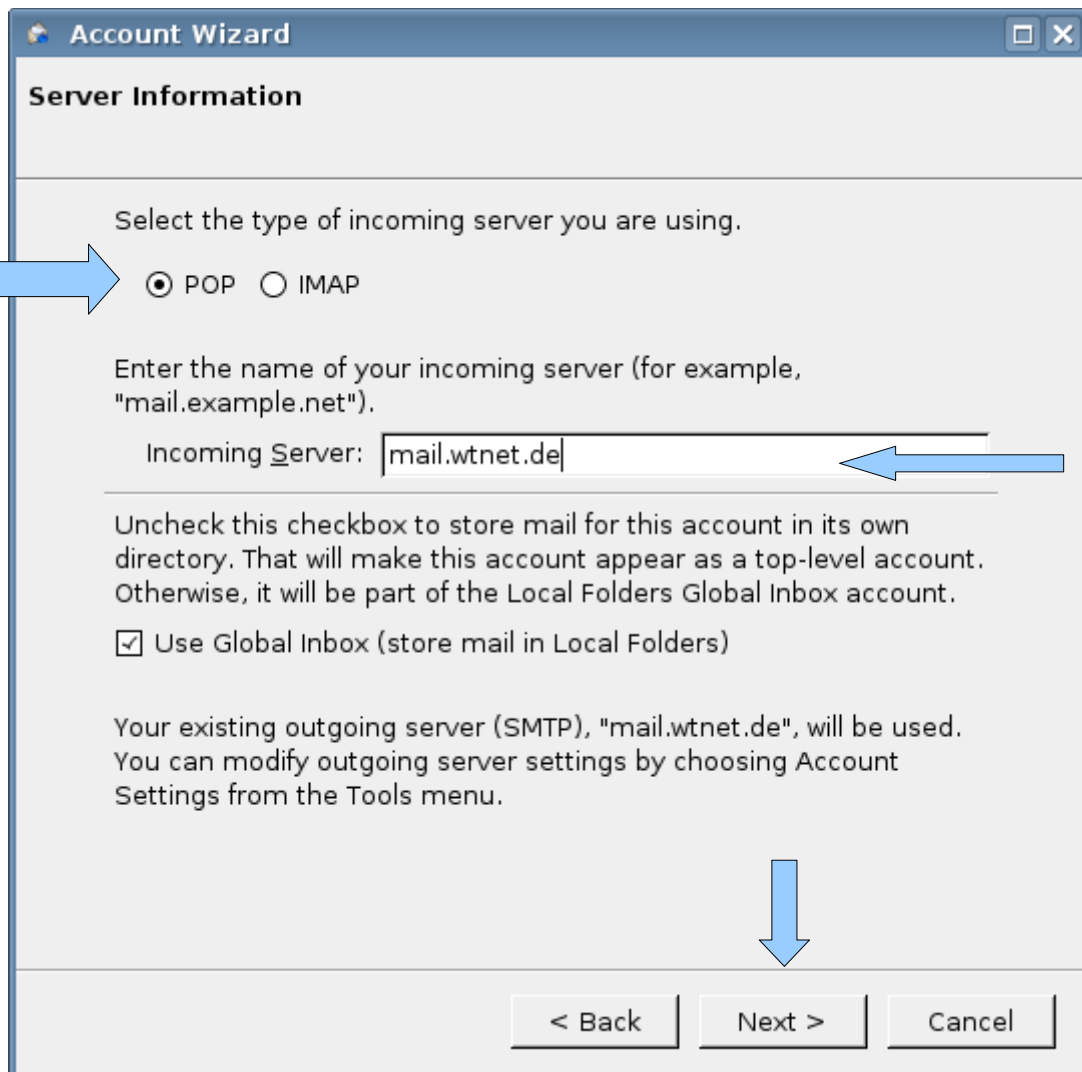 Account Wizard
Server Information
Select the type of incoming server you are using.
POP IMAP
Enter the name of your incoming server (for example,
"mail.example.net").
Incoming Server: mail.wtnet.de
Uncheck this checkbox to store mail for this account in its own
directory. That will make this account appear as a top-level account.
Otherwise, it will be part of the Local Folders Global Inbox account.
Use Global Inbox (store mail in Local Folders)
Your existing outgoing server (SMTP), "mail.wtnet.de", will be used.
You can modify outgoing server settings by choosing Account
Settings from the Tools menu.
< Back Next > Cancel